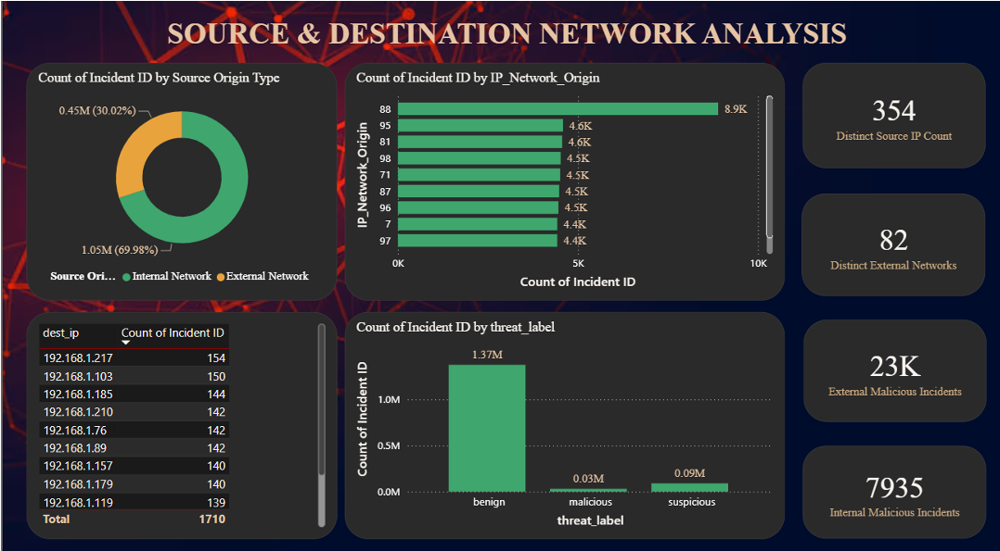 SOURCE & DESTINATION NETWORK ANALYSIS
Count of Incident ID by Source Origin Type
0.45M (30.02%)
1.05M (69.98%)
Source Ori... Internal Network External Network
Count of Incident ID by IP_Network_Origin
IP_Network_Origin
88 8.9K
95 4.6K
81 4.6K
98 4.5K
71 4.5K
87 4.5K
96 4.5K
7 4.4K
97 4.4K
0K 5K 10K
Count of Incident ID
354
Distinct Source IP Count
82
Distinct External Networks
dest_ip Count of Incident ID
192.168.1.217 154
192.168.1.103 150
192.168.1.185 144
192.168.1.210 142
192.168.1.76 142
192.168.1.89 142
192.168.1.157 140
192.168.1.179 140
192.168.1.119 139
Total 1710
Count of Incident ID by threat_label
Count of Incident ID
1.0M
0.5M
0.0M
1.37M
0.03M
0.09M
benign malicious suspicious
threat_label
23K
External Malicious Incidents
7935
Internal Malicious Incidents